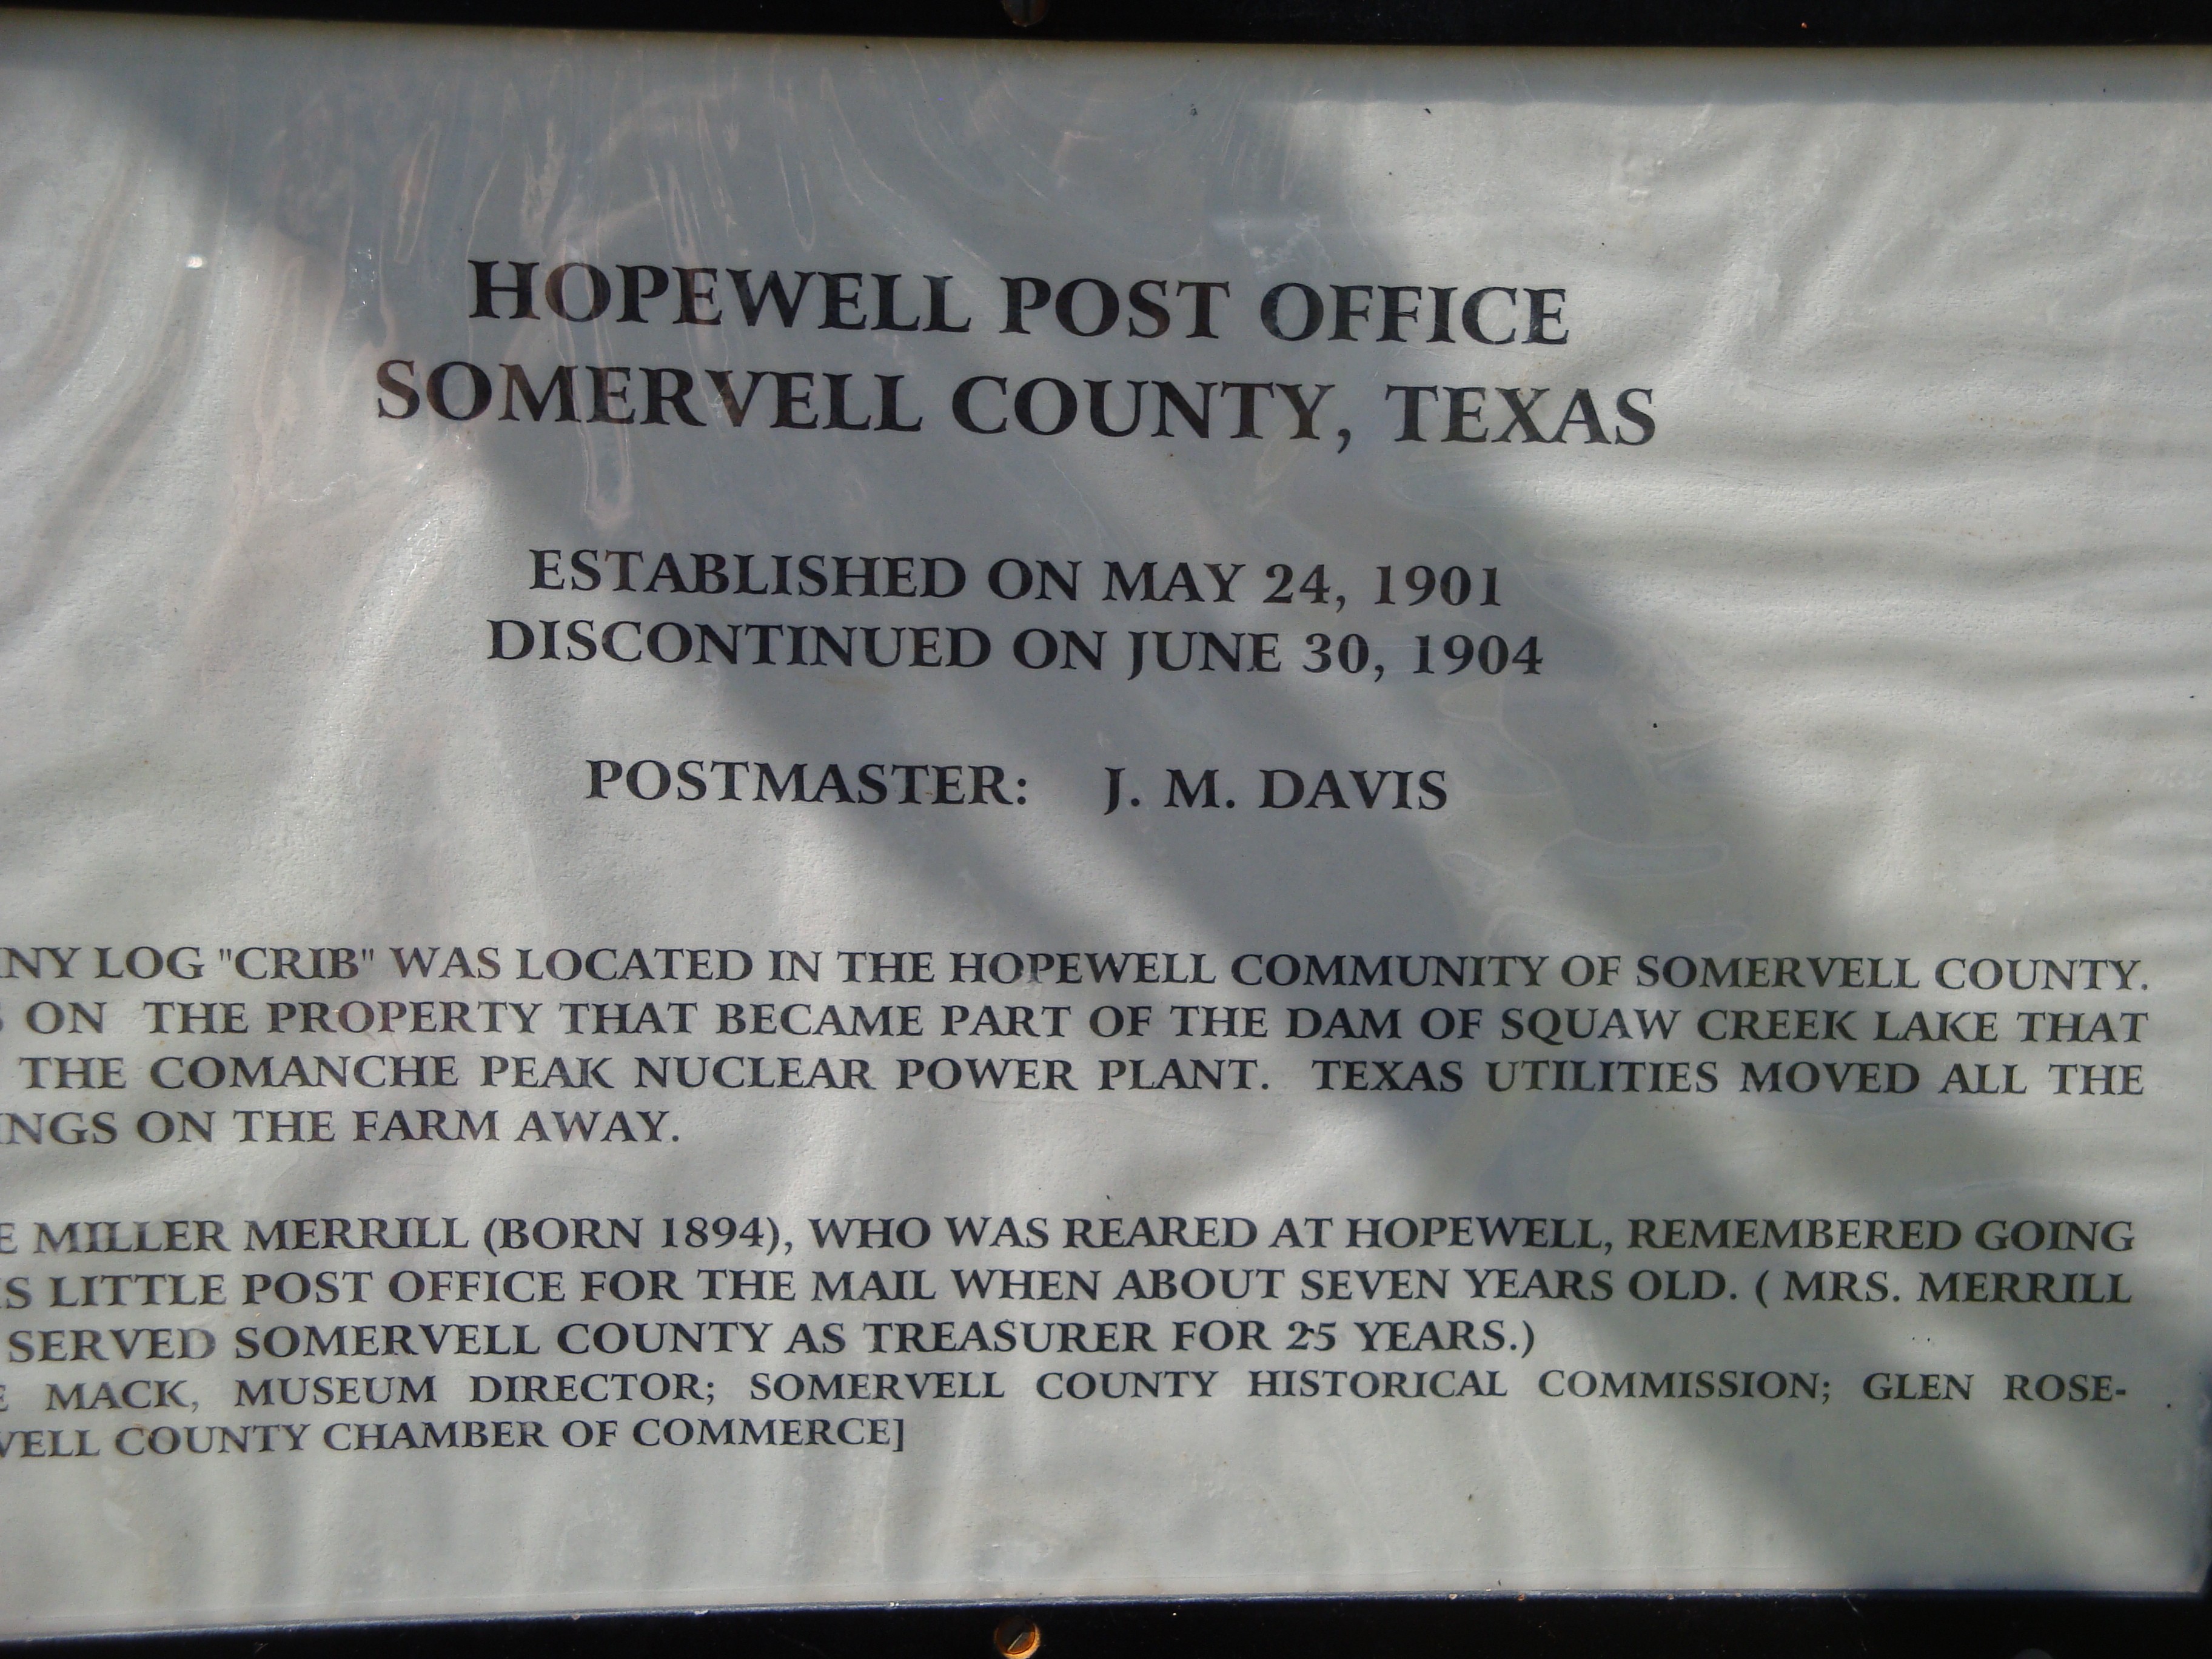 HOPEWELL POST OFFICE
SOMERVELL COUNTY, TEXAS
ESTABLISHED ON MAY 24, 1901
DISCONTINUED ON JUNE 30, 1904
POSTMASTER: J. M. DAVIS
NY LOG "CRIB" WAS LOCATED IN THE HOPEWELL COMMUNITY OF SOMERVELL COUNTY.
ON THE PROPERTY THAT BECAME PART OF THE DAM OF SQUAW CREEK LAKE THAT
THE COMANCHE PEAK NUCLEAR POWER PLANT. TEXAS UTILITIES MOVED ALL THE
INGS ON THE FARM AWAY.
E MILLER MERRILL (BORN 1894), WHO WAS REARED AT HOPEWELL, REMEMBERED GOING
IS LITTLE POST OFFICE FOR THE MAIL WHEN ABOUT SEVEN YEARS OLD. ( MRS. MERRILL
SERVED SOMERVELL COUNTY AS TREASURER FOR 25 YEARS.)
E MACK, MUSEUM DIRECTOR; SOMERVELL COUNTY HISTORICAL COMMISSION; GLEN ROSE-
VELL COUNTY CHAMBER OF COMMERCE]